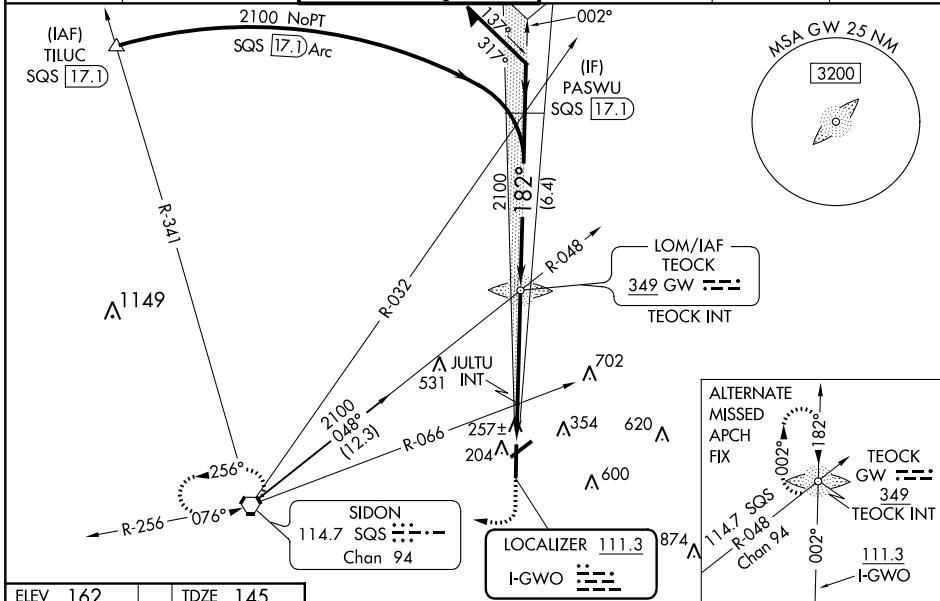 2100 NoPT
SQS 17.1 Arc
(IAF)
TILUC
SQS 17.1
137°
317°
002°
(IF)
PASWU
SQS 17.1
MSA GW 25 NM
3200
R-341
R-032
2100
182°
(6.4)
R-048
LOM/IAF
TEOCK
349 GW
TEOCK INT
1149
531
JULTU
INT
702
2100
048°
(12.3)
R-066
257±
204
354
620
600
256°
R-256
076°
SIDON
114.7 SQS
Chan 94
LOCALIZER 111.3
I-GWO
874
ALTERNATE
MISSED
APCH
FIX
002°
182°
TEOCK
GW
349
TEOCK INT
114.7 SQS
R-048
Chan 94
002°
111.3
I-GWO
ELEV 162
TDZE 145